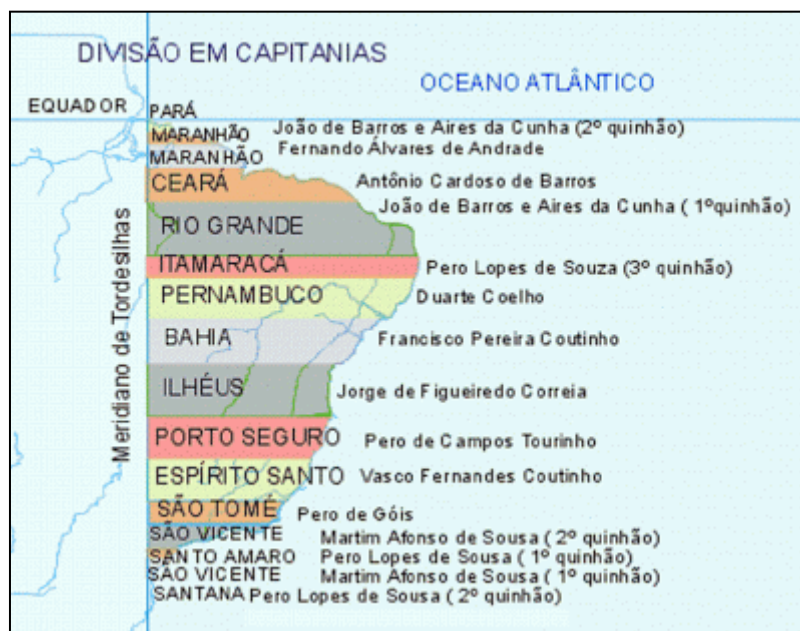 DIVISÃO EM CAPITANIAS
OCEANO ATLÂNTICO
EQUADOR
PARÁ
MARANHÃO João de Barros e Aires da Cunha (2º quinhão)
MARANHÃO Fernando Álvares de Andrade
CEARÁ Antônio Cardoso de Barros
João de Barros e Aires da Cunha ( 1ºquinhão)
RIO GRANDE
ITAMARACÁ Pero Lopes de Souza (3º quinhão)
PERNAMBUCO Duarte Coelho
Meridiano de Tordesilhas
BAHIA Francisco Pereira Coutinho
ILHÉUS Jorge de Figueiredo Correia
PORTO SEGURO Pero de Campos Tourinho
ESPÍRITO SANTO Vasco Fernandes Coutinho
SÃO TOMÉ Pero de Góis
SÃO VICENTE Martim Afonso de Sousa ( 2º quinhão)
SANTO AMARO Pero Lopes de Sousa ( 1º quinhão)
SÃO VICENTE Martim Afonso de Sousa ( 1º quinhão)
SANTANA Pero Lopes de Sousa ( 2º quinhão)